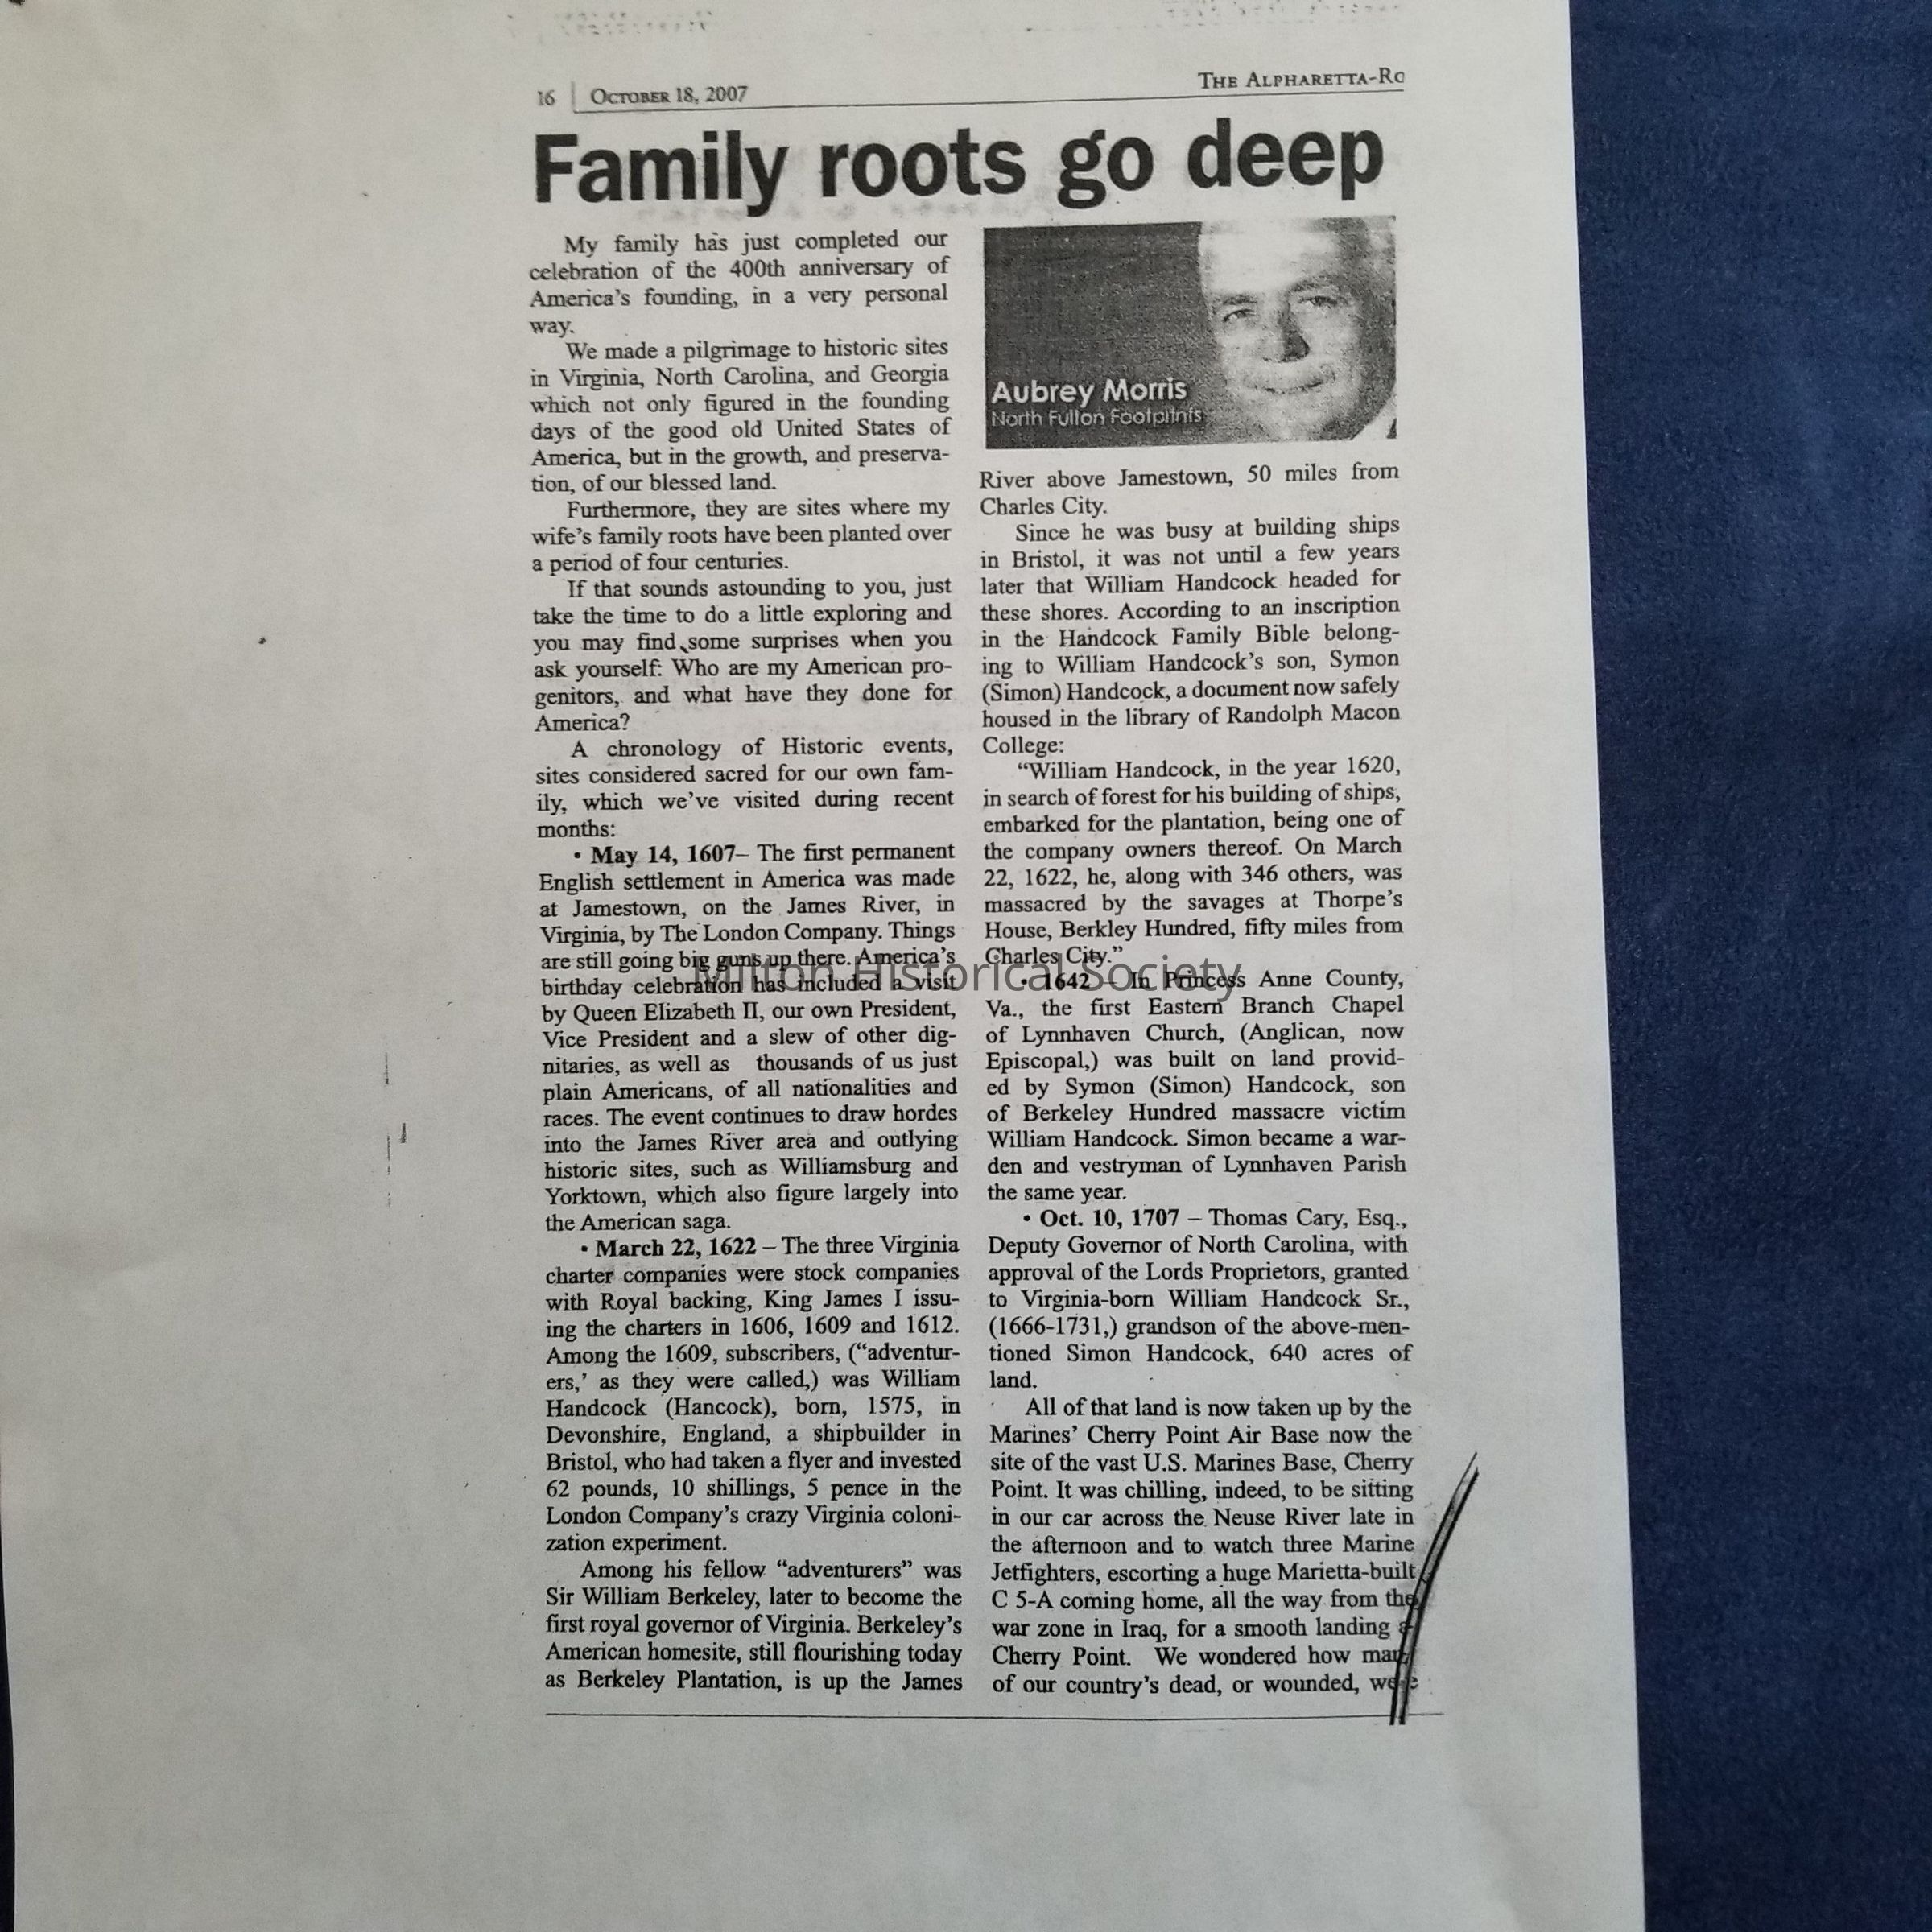 16 | OCTOBER 18, 2007
THE ALPHARETTA-RO
Family roots go deep
My family has just completed our
celebration of the 400th anniversary of
America's founding, in a very personal
way.
We made a pilgrimage to historic sites
in Virginia, North Carolina, and Georgia
which not only figured in the founding
days of the good old United States of
America, but in the growth, and preserva-
tion, of our blessed land.
Furthermore, they are sites where my
wife's family roots have been planted over
a period of four centuries.
If that sounds astounding to you, just
take the time to do a little exploring and
you may find some surprises when you
ask yourself: Who are my American pro-
genitors, and what have they done for
America?
A chronology of Historic events,
sites considered sacred for our own fam-
ily, which we've visited during recent
months:
• May 14, 1607– The first permanent
English settlement in America was made
at Jamestown, on the James River, in
Virginia, by The London Company. Things
are still going big guns up there. America's
birthday celebration has included a visit
by Queen Elizabeth II, our own President,
Vice President and a slew of other dig-
nitaries, as well as thousands of us just
plain Americans, of all nationalities and
races. The event continues to draw hordes
into the James River area and outlying
historic sites, such as Williamsburg and
Yorktown, which also figure largely into
the American saga.
• March 22, 1622 – The three Virginia
charter companies were stock companies
with Royal backing, King James I issu-
ing the charters in 1606, 1609 and 1612.
Among the 1609, subscribers, ("adventur-
ers,' as they were called,) was William
Handcock (Hancock), born, 1575, in
Devonshire, England, a shipbuilder in
Bristol, who had taken a flyer and invested
62 pounds, 10 shillings, 5 pence in the
London Company's crazy Virginia coloni-
zation experiment.
Among his fellow "adventurers" was
Sir William Berkeley, later to become the
first royal governor of Virginia. Berkeley's
American homesite, still flourishing today
as Berkeley Plantation, is up the James
Aubrey Morris
North Fulton Footprints
River above Jamestown, 50 miles from
Charles City.
Since he was busy at building ships
in Bristol, it was not until a few years
later that William Handcock headed for
these shores. According to an inscription
in the Handcock Family Bible belong-
ing to William Handcock's son, Symon
(Simon) Handcock, a document now safely
housed in the library of Randolph Macon
College:
"William Handcock, in the year 1620,
in search of forest for his building of ships,
embarked for the plantation, being one of
the company owners thereof. On March
22, 1622, he, along with 346 others, was
massacred by the savages at Thorpe's
House, Berkley Hundred, fifty miles from
Charles City."
• 1642 – In Princess Anne County,
Va., the first Eastern Branch Chapel
of Lynnhaven Church, (Anglican, now
Episcopal,) was built on land provid-
ed by Symon (Simon) Handcock, son
of Berkeley Hundred massacre victim
William Handcock. Simon became a war-
den and vestryman of Lynnhaven Parish
the same year.
• Oct. 10, 1707 – Thomas Cary, Esq.,
Deputy Governor of North Carolina, with
approval of the Lords Proprietors, granted
to Virginia-born William Handcock Sr.,
(1666-1731,) grandson of the above-men-
tioned Simon Handcock, 640 acres of
land.
All of that land is now taken up by the
Marines' Cherry Point Air Base now the
site of the vast U.S. Marines Base, Cherry
Point. It was chilling, indeed, to be sitting
in our car across the Neuse River late in
the afternoon and to watch three Marine
Jetfighters, escorting a huge Marietta-built
C 5-A coming home, all the way from the
war zone in Iraq, for a smooth landing
Cherry Point. We wondered how many
of our country's dead, or wounded, were
Milton Historical Society